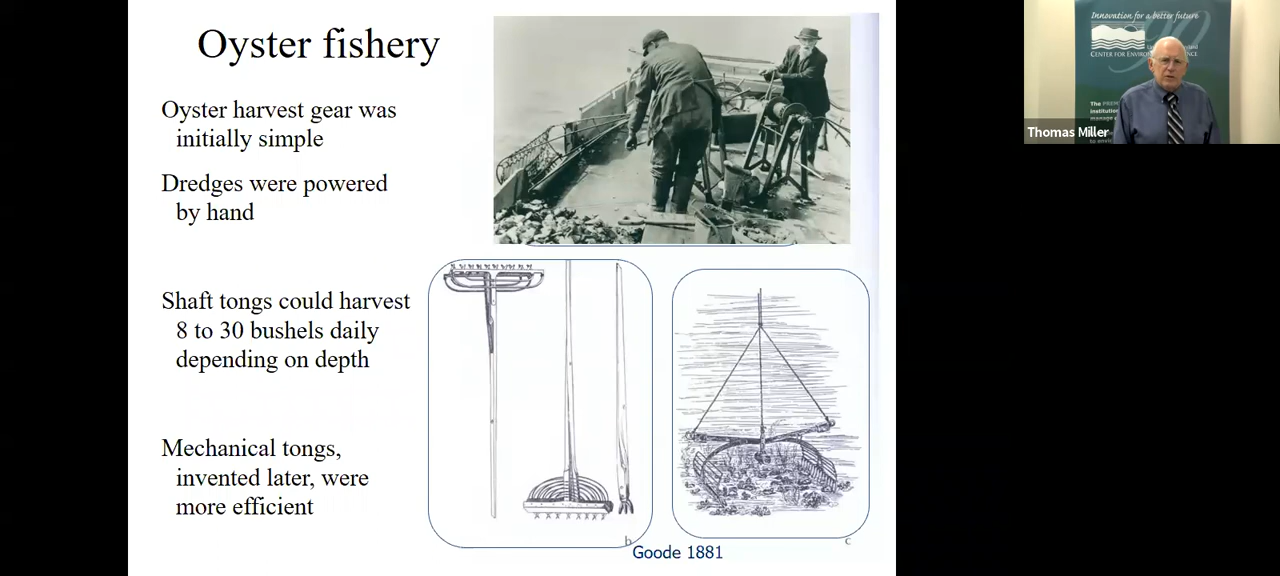 Oyster fishery
Oyster harvest gear was
initially simple
Dredges were powered
by hand
Shaft tongs could harvest
8 to 30 bushels daily
depending on depth
Mechanical tongs,
invented later, were
more efficient
b
c
Goode 1881
Innovation for a better future
CENTER FOR
Thomas Miller